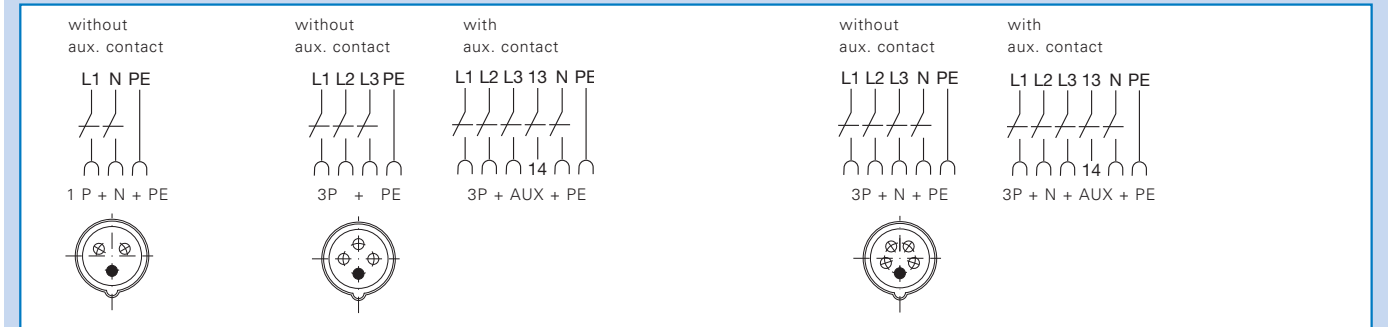 without
aux. contact
L1 N PE
1 P + N + PE
without
aux. contact
L1 L2 L3 PE
3P + PE
with
aux. contact
L1 L2 L3 13 N PE
14
3P + AUX + PE
without
aux. contact
L1 L2 L3 N PE
3P + N + PE
with
aux. contact
L1 L2 L3 13 N PE
14
3P + N + AUX + PE